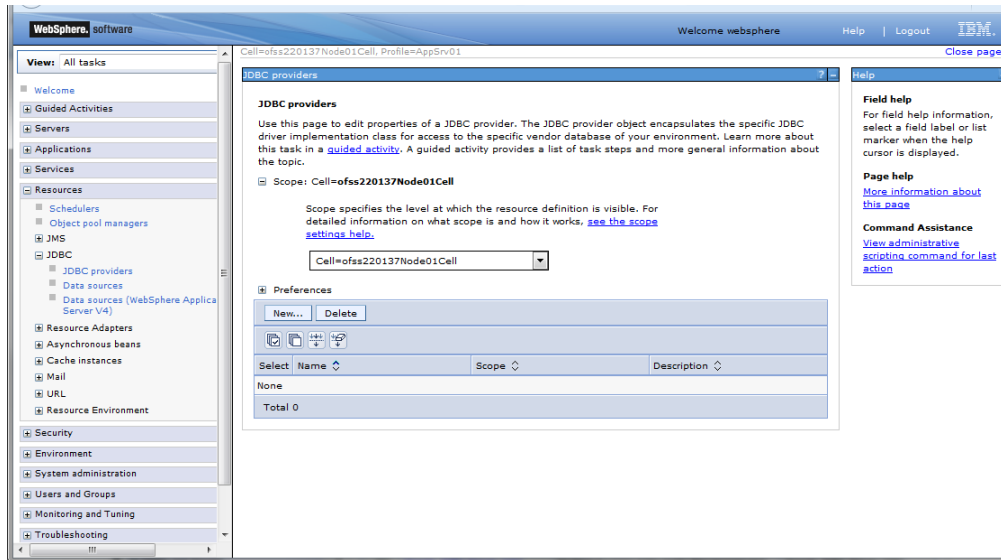 WebSphere. software
Welcome websphere
Help | Logout
IBM.
View: All tasks
Welcome
Guided Activities
Servers
Applications
Services
Resources
Schedulers
Object pool managers
JMS
JDBC
JDBC providers
Data sources
Data sources (WebSphere Applica
Server V4)
Resource Adapters
Asynchronous beans
Cache instances
Mail
URL
Resource Environment
Security
Environment
System administration
Users and Groups
Monitoring and Tuning
Troubleshooting
Cell=ofss220137Node01Cell, Profile=AppSrv01
Close page
JDBC providers
?
JDBC providers
Use this page to edit properties of a JDBC provider. The JDBC provider object encapsulates the specific JDBC
driver implementation class for access to the specific vendor database of your environment. Learn more about
this task in a guided activity. A guided activity provides a list of task steps and more general information about
the topic.
Scope: Cell=ofss220137Node01Cell
Scope specifies the level at which the resource definition is visible. For
detailed information on what scope is and how it works, see the scope
settings help.
Cell=ofss220137Node01Cell
Preferences
New... Delete
Select Name Scope Description
None
Total 0
Help
Field help
For field help information,
select a field label or list
marker when the help
cursor is displayed.
Page help
More information about
this page
Command Assistance
View administrative
scripting command for last
action